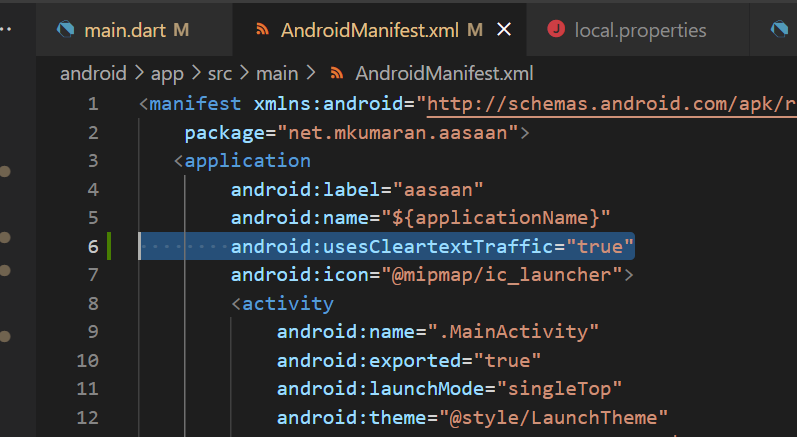 main.dart M AndroidManifest.xml M local.properties
android > app > src > main > AndroidManifest.xml
1 <manifest xmlns:android="http://schemas.android.com/apk/r
2 package="net.mkumaran.aasaan">
3 <application
4 android:label="aasaan"
5 android:name="${applicationName}"
6 android:usesCleartextTraffic="true"
7 android:icon="@mipmap/ic_launcher">
8 <activity
9 android:name=".MainActivity"
10 android:exported="true"
11 android:launchMode="singleTop"
12 android:theme="@style/LaunchTheme"